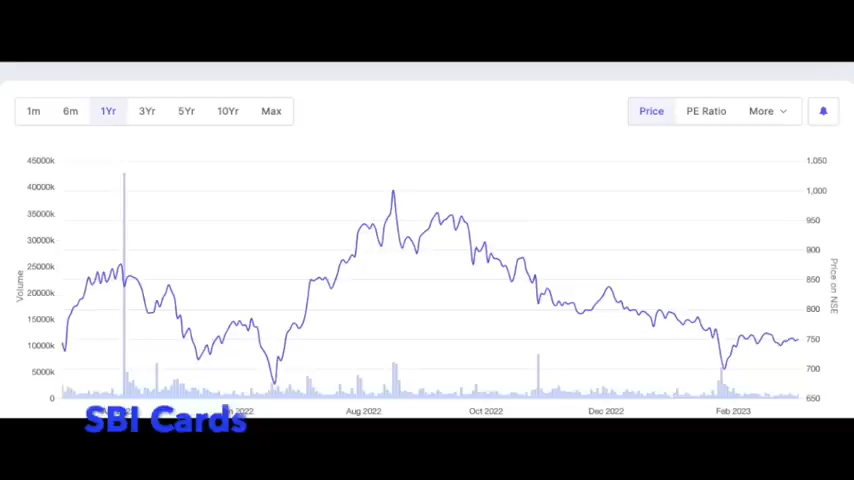 1m 6m 1Yr 3Yr 5Yr 10Yr Max Price PE Ratio More
45000k 1,050
40000k 1,000
35000k 950
30000k 900
25000k 850
20000k 800
15000k 750
10000k 700
5000k 650
0
Volume
Price on NSE
2022 Aug 2022 Oct 2022 Dec 2022 Feb 2023
SBI Cards